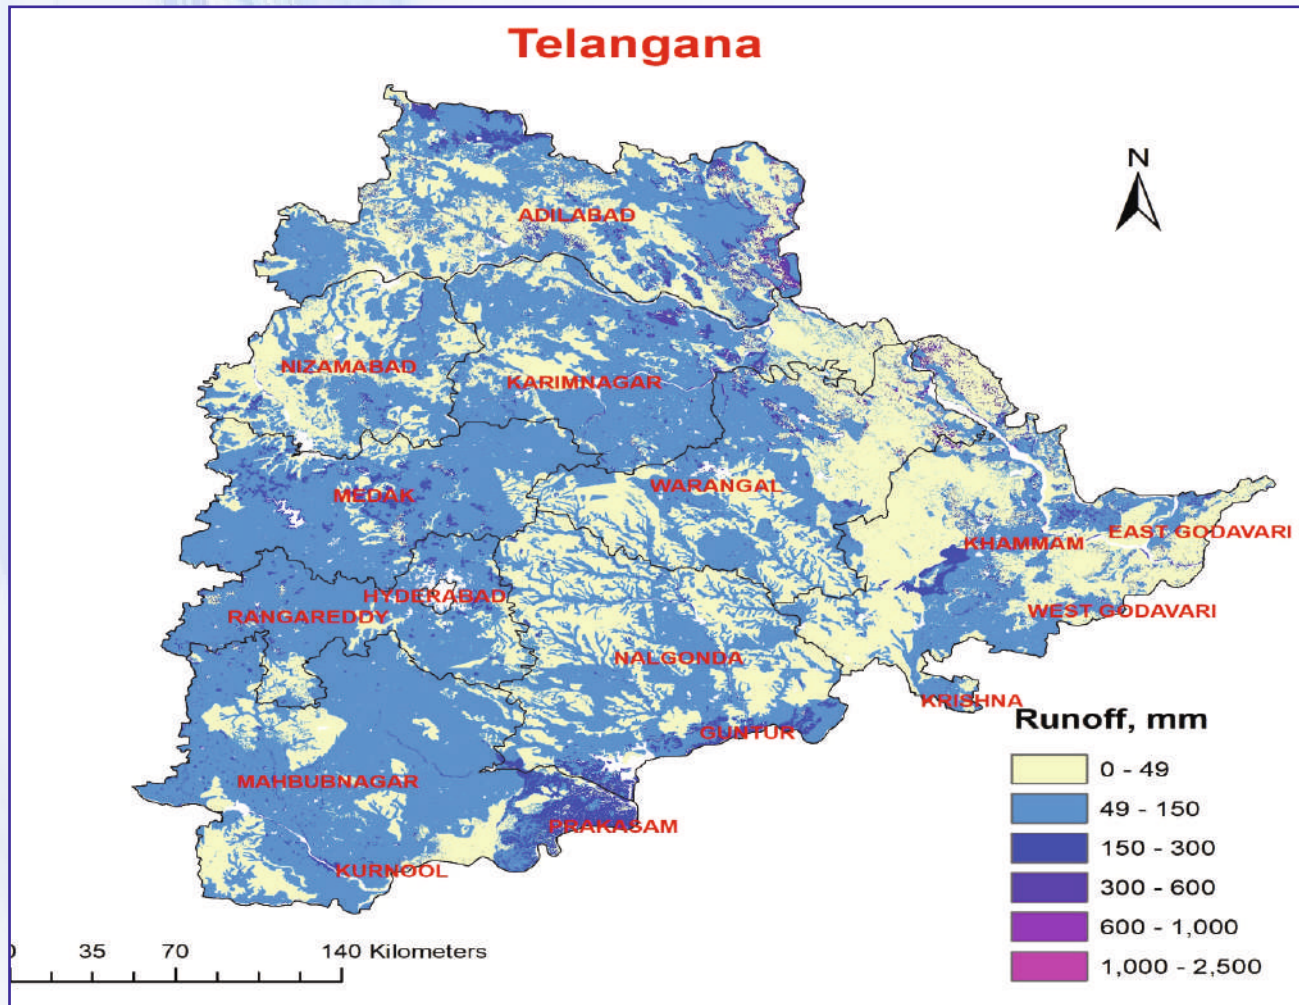 Telangana
N
ADILABAD
NIZAMABAD
KARIMNAGAR
MEDAK
WARANGAL
EAST GODAVARI
KHAMMAM
HYDERABAD
RANGAREDDY
WEST GODAVARI
NALGONDA
KRISHNA
GUNTUR
MAHBUBNAGAR
PRAKASAM
KURNOOL
Runoff, mm
0 - 49
49 - 150
150 - 300
300 - 600
600 - 1,000
1,000 - 2,500
0 35 70 140 Kilometers